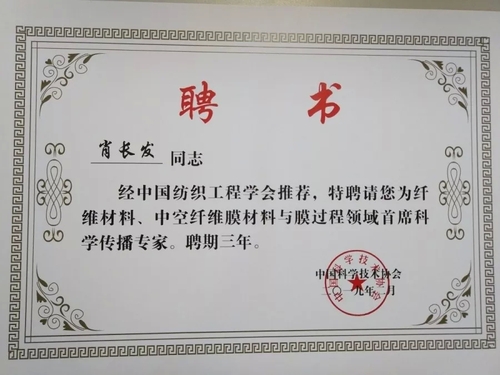 聘 书
肖长发 同志
经中国纺织工程学会推荐，特聘请您为纤
维材料、中空纤维膜材料与膜过程领域首席科
学传播专家。聘期三年。
中国科学技术协会
二 一九年 月